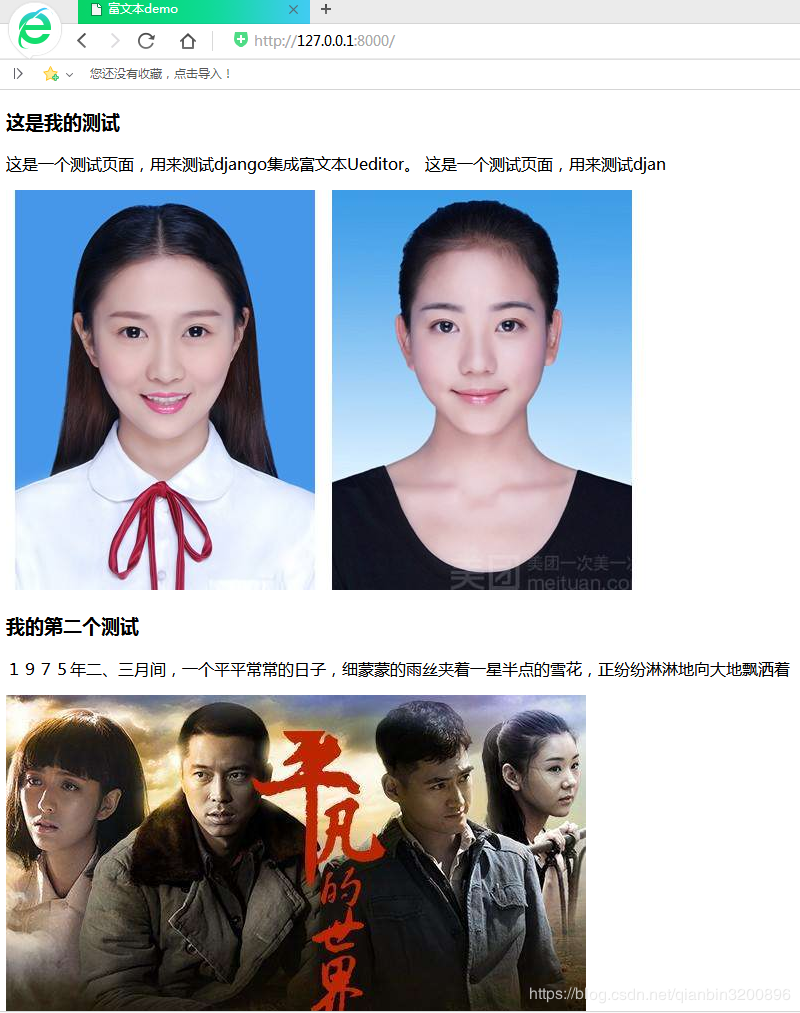 富文本demo
http://127.0.0.1:8000/
您还没有收藏，点击导入！
这是我的测试
这是一个测试页面，用来测试django集成富文本Ueditor。 这是一个测试页面，用来测试djan
美团
美团一次美一次
meituan.com
我的第二个测试
１９７５年二、三月间，一个平平常常的日子，细蒙蒙的雨丝夹着一星半点的雪花，正纷纷淋淋地向大地飘洒着
平凡的世界
https://blog.csdn.net/qianbin3200896